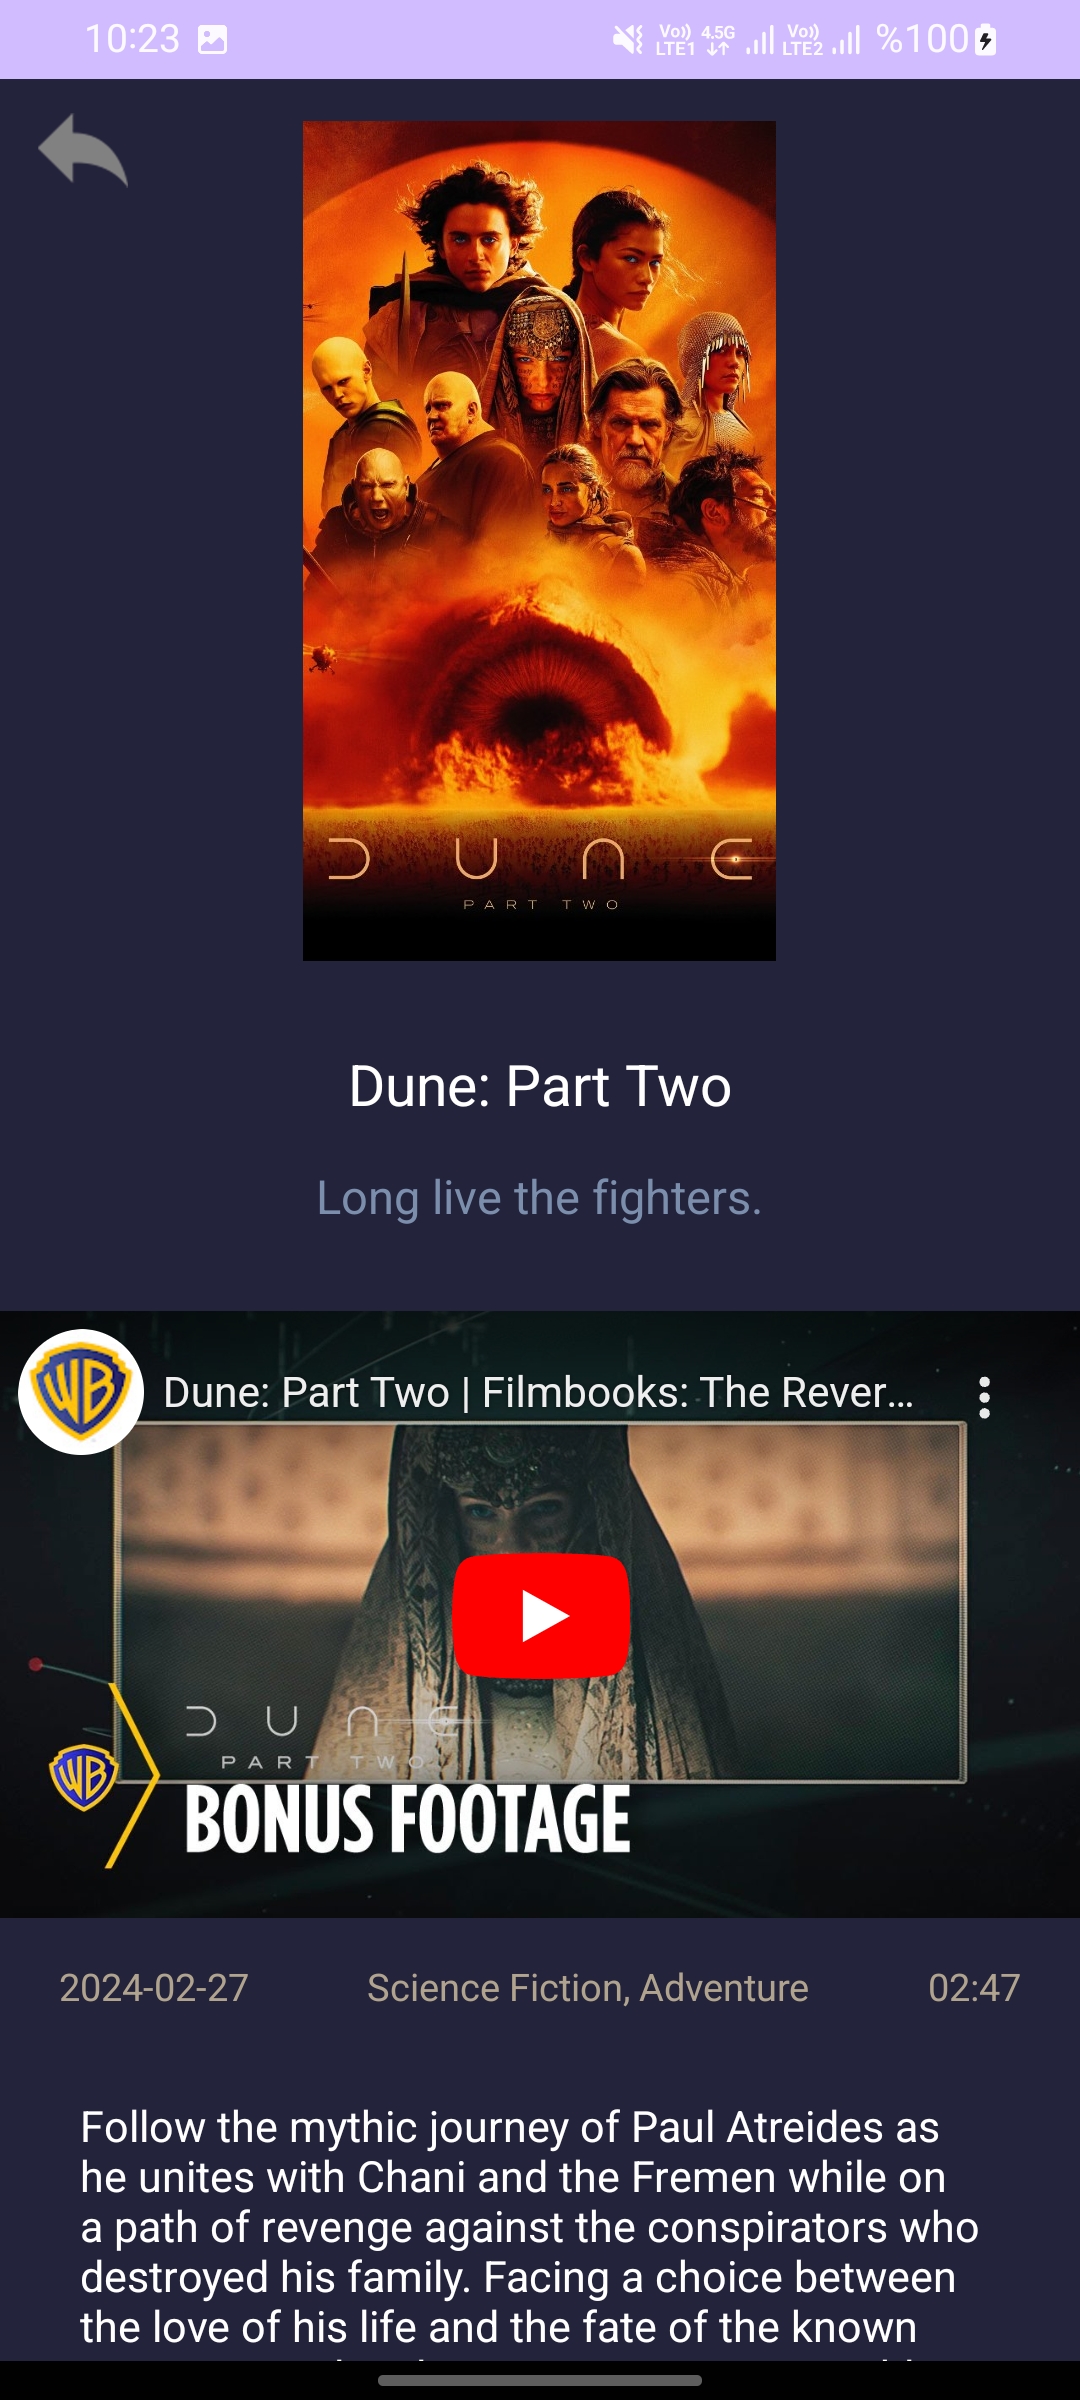 10:23
Vo)) LTE1 4.5G Vo)) LTE2 %100
DUNE
PART TWO
Dune: Part Two
Long live the fighters.
WB
Dune: Part Two | Filmbooks: The Rever...
DUNE
PART TWO
WB
BONUS FOOTAGE
2024-02-27 Science Fiction, Adventure 02:47
Follow the mythic journey of Paul Atreides as
he unites with Chani and the Fremen while on
a path of revenge against the conspirators who
destroyed his family. Facing a choice between
the love of his life and the fate of the known